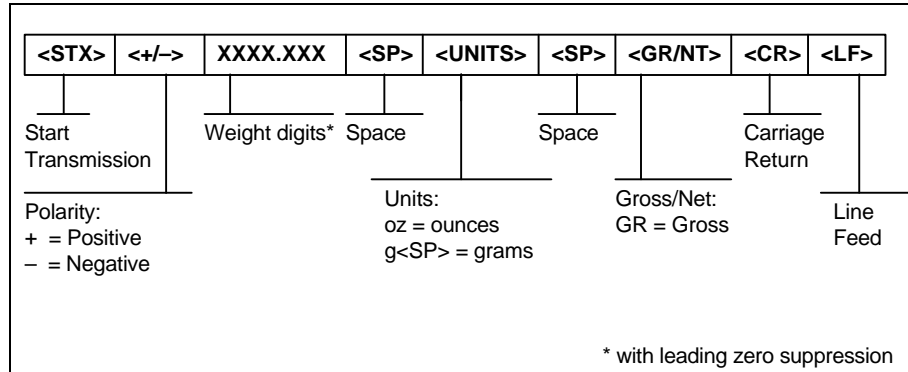 <STX> <+/–> XXXX.XXX <SP> <UNITS> <SP> <GR/NT> <CR> <LF>
Start
Transmission
Weight digits*
Space
Space
Carriage
Return
Polarity:
+ = Positive
– = Negative
Units:
oz = ounces
g<SP> = grams
Gross/Net:
GR = Gross
Line
Feed
* with leading zero suppression